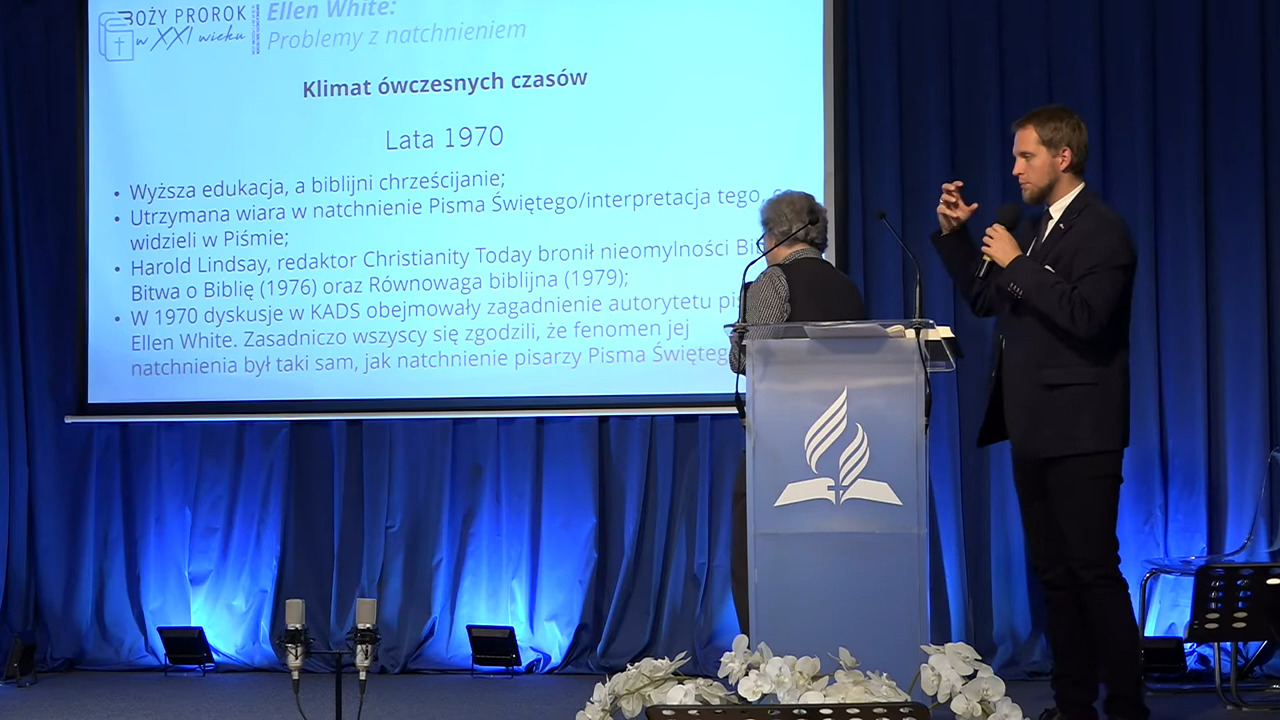 BOŻY PROROK
w XXI wieku
Ellen White:
Problemy z natchnieniem
Klimat ówczesnych czasów
Lata 1970
• Wyższa edukacja, a biblijni chrześcijanie;
• Utrzymana wiara w natchnienie Pisma Świętego/interpretacja tego,
widzieli w Piśmie;
• Harold Lindsay, redaktor Christianity Today bronił nieomylności
Bitwa o Biblię (1976) oraz Równowaga biblijna (1979);
• W 1970 dyskusje w KADS obejmowały zagadnienie autorytetu
Ellen White. Zasadniczo wszyscy się zgodzili, że fenomen jej
natchnienia był taki sam, jak natchnienie pisarzy Pisma